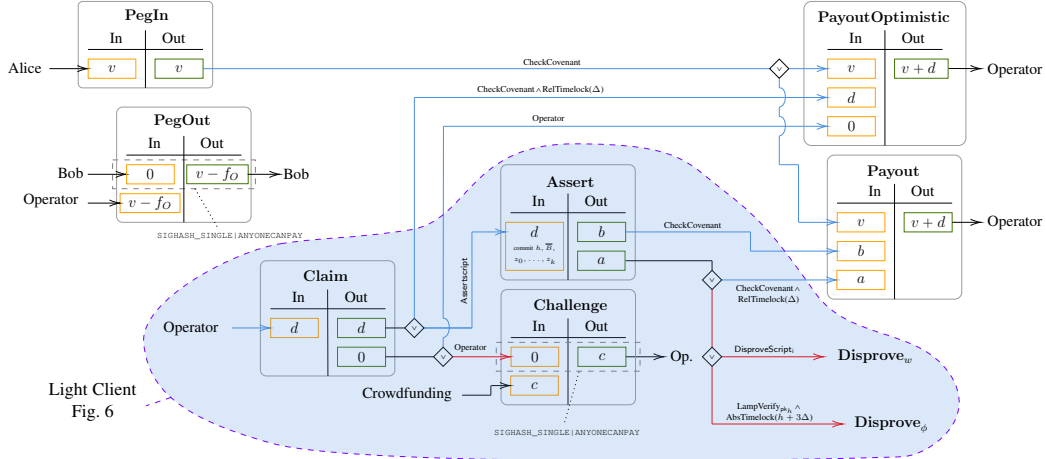 PegIn
In Out
Alice v v
CheckCovenant
PayoutOptimistic
In Out
v v + d Operator
d
0
CheckCovenant ∧ RelTimelock(Δ)
Operator
PegOut
In Out
Bob 0 v − f_O Bob
Operator v − f_O
SIGHASH_SINGLE|ANYONECANPAY
Payout
In Out
v v + d Operator
b
a
Assert
In Out
d b
commit h, B̅,
z_0, . . . , z_k
a
CheckCovenant
Assertscript
CheckCovenant ∧
RelTimelock(Δ)
Claim
In Out
Operator d d
0
Operator
Challenge
In Out
0 c Op.
Crowdfunding c
SIGHASH_SINGLE|ANYONECANPAY
DisproveScript_i
Disprove_w
LampVerify_pk_h ∧
AbsTimelock(h + 3Δ)
Disprove_ϕ
Light Client
Fig. 6
∨
∨
∨
∨
∨